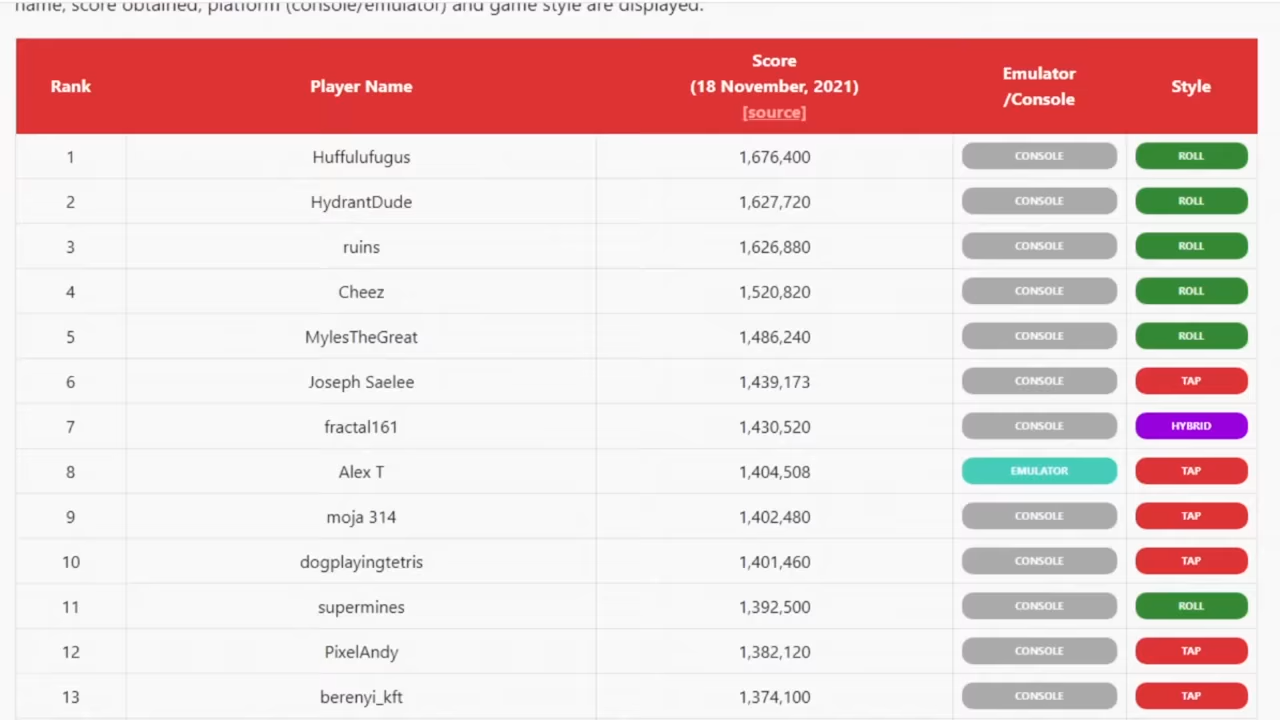 name, score obtained, platform (console/emulator) and game style are displayed.
Rank Player Name Score (18 November, 2021) [source] Emulator /Console Style
1 Huffulufugus 1,676,400 CONSOLE ROLL
2 HydrantDude 1,627,720 CONSOLE ROLL
3 ruins 1,626,880 CONSOLE ROLL
4 Cheez 1,520,820 CONSOLE ROLL
5 MylesTheGreat 1,486,240 CONSOLE ROLL
6 Joseph Saelee 1,439,173 CONSOLE TAP
7 fractal161 1,430,520 CONSOLE HYBRID
8 Alex T 1,404,508 EMULATOR TAP
9 moja 314 1,402,480 CONSOLE TAP
10 dogplayingtetris 1,401,460 CONSOLE TAP
11 supermines 1,392,500 CONSOLE ROLL
12 PixelAndy 1,382,120 CONSOLE TAP
13 berenyi_kft 1,374,100 CONSOLE TAP